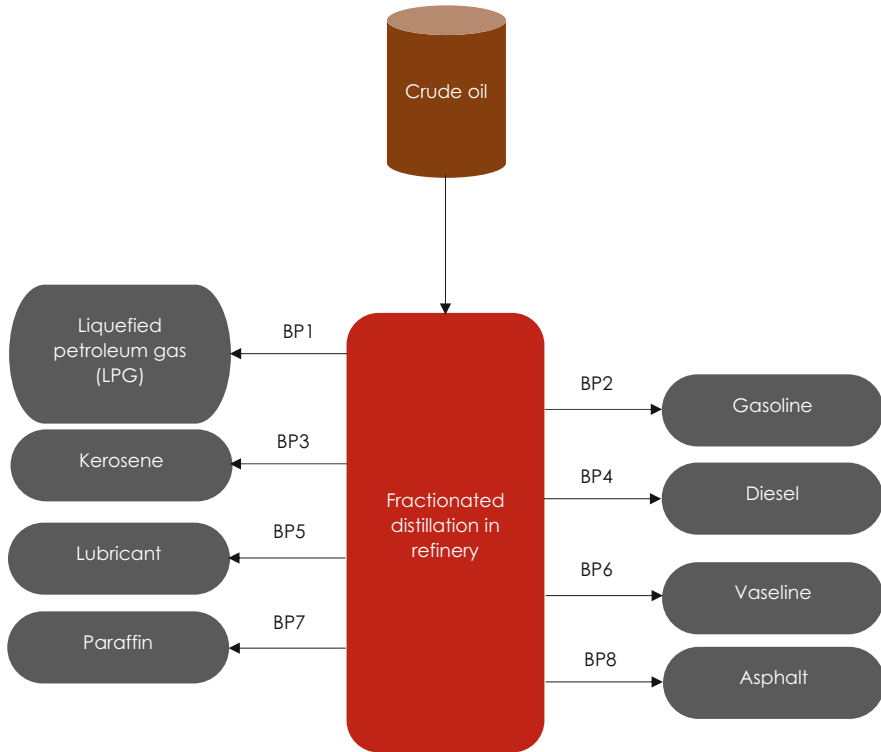 Crude oil
Liquefied
petroleum gas
(LPG)
BP1
BP2
Gasoline
Kerosene
BP3
BP4
Diesel
Fractionated
distillation in
refinery
Lubricant
BP5
BP6
Vaseline
Paraffin
BP7
BP8
Asphalt